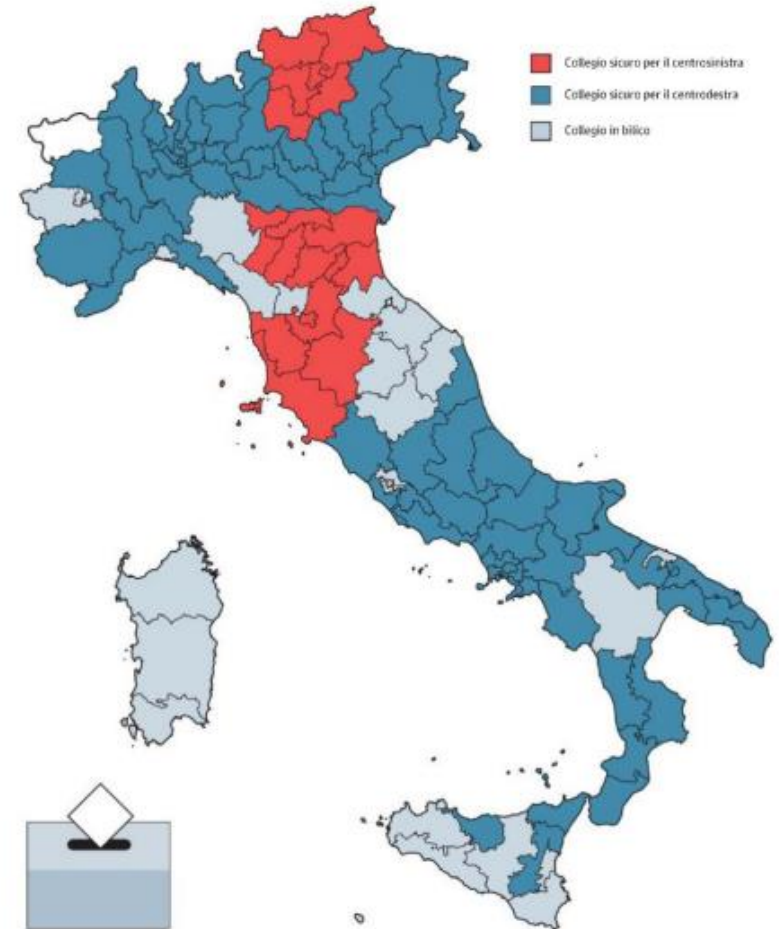 Collegio sicuro per il centrosinistra
Collegio sicuro per il centrodestra
Collegio in bilico